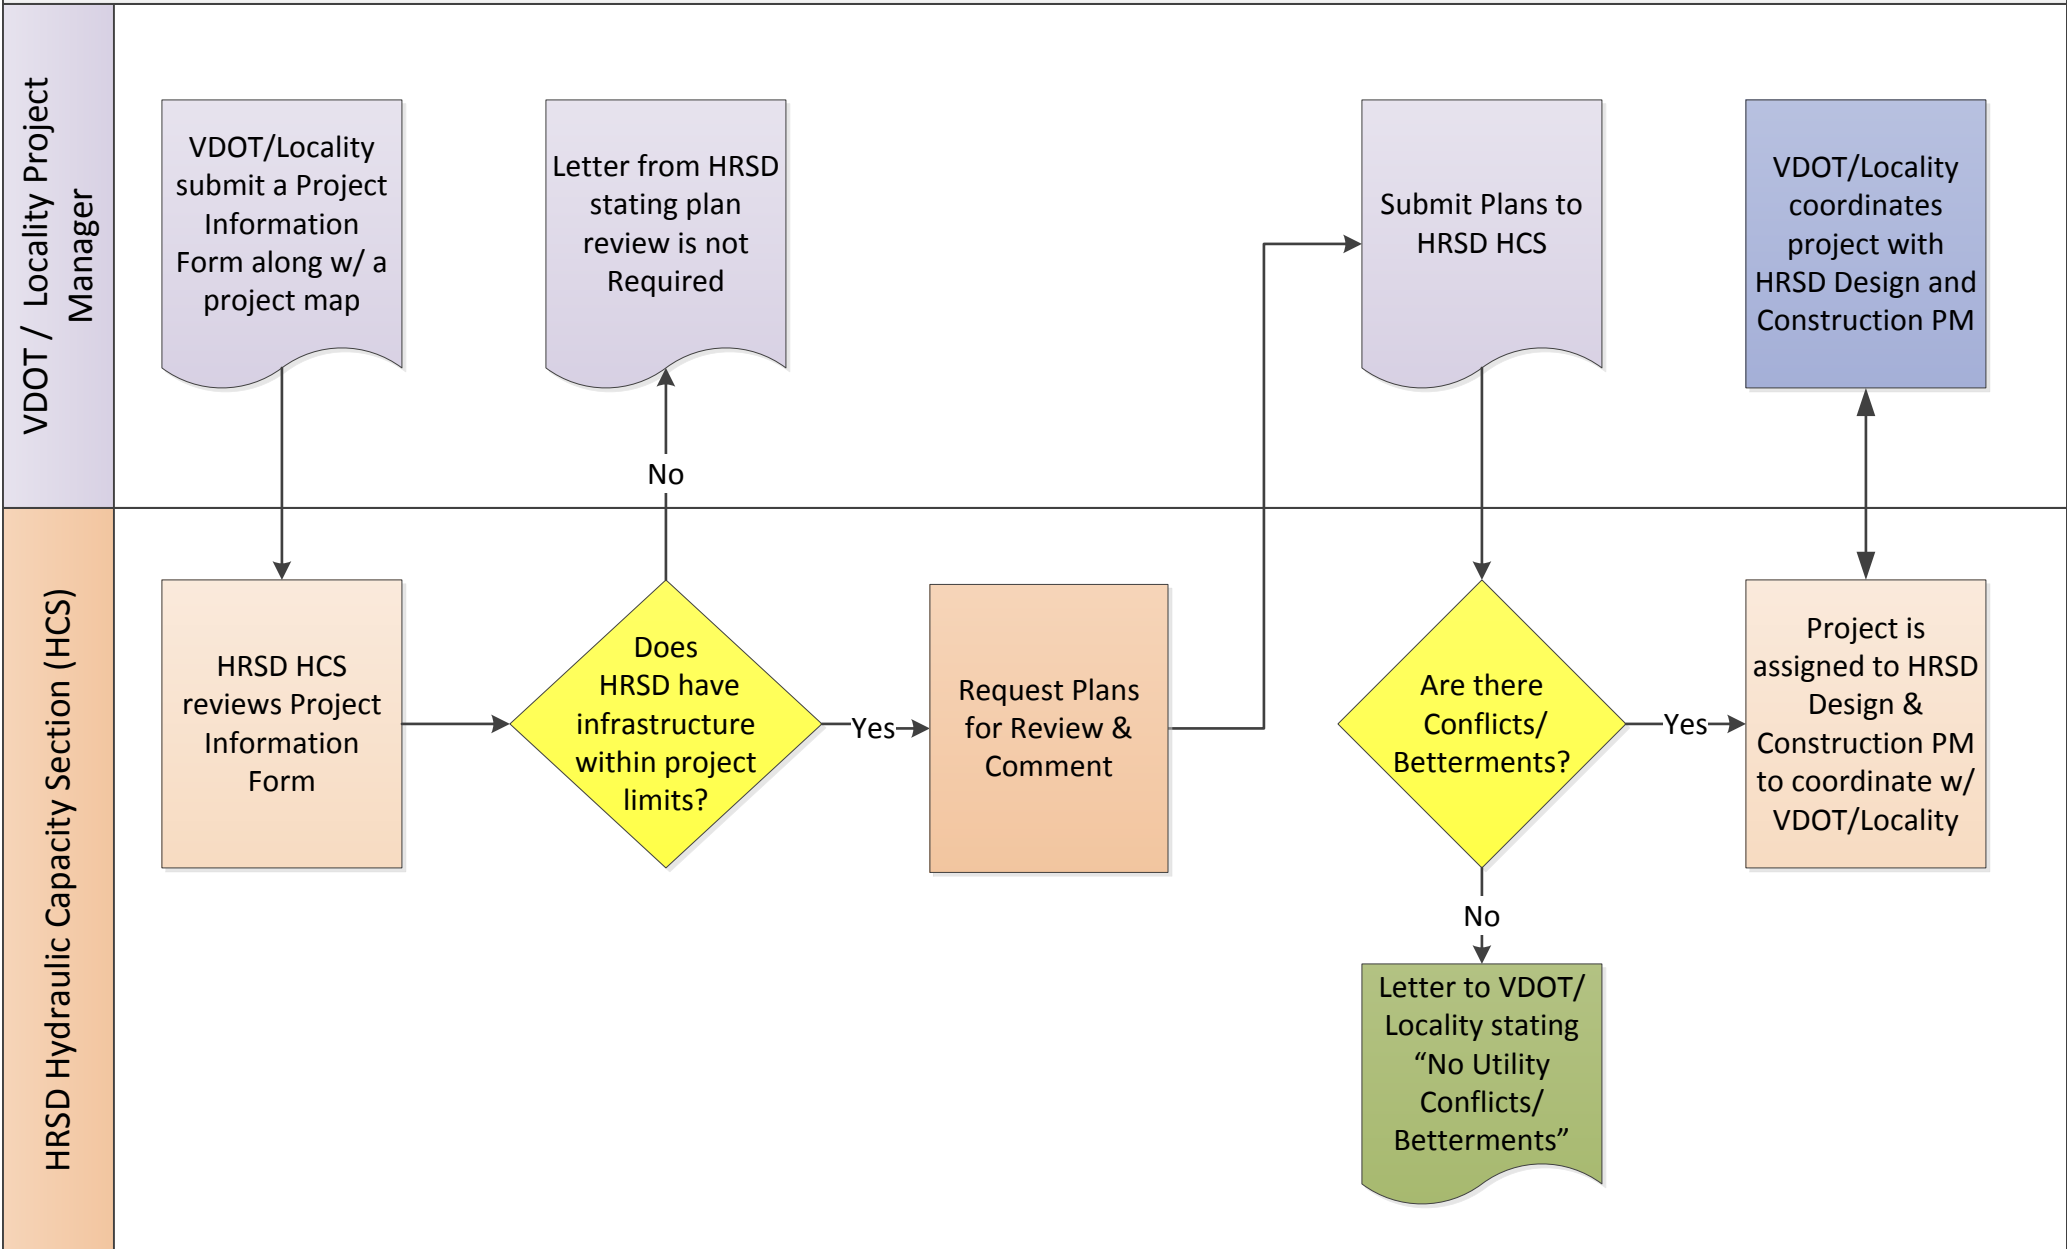 VDOT / Locality Project
Manager
VDOT/Locality
submit a Project
Information
Form along w/ a
project map
Letter from HRSD
stating plan
review is not
Required
Submit Plans to
HRSD HCS
VDOT/Locality
coordinates
project with
HRSD Design and
Construction PM
No
HRSD Hydraulic Capacity Section (HCS)
HRSD HCS
reviews Project
Information
Form
Does
HRSD have
infrastructure
within project
limits?
Yes
Request Plans
for Review &
Comment
Are there
Conflicts/
Betterments?
Yes
Project is
assigned to HRSD
Design &
Construction PM
to coordinate w/
VDOT/Locality
No
Letter to VDOT/
Locality stating
“No Utility
Conflicts/
Betterments”